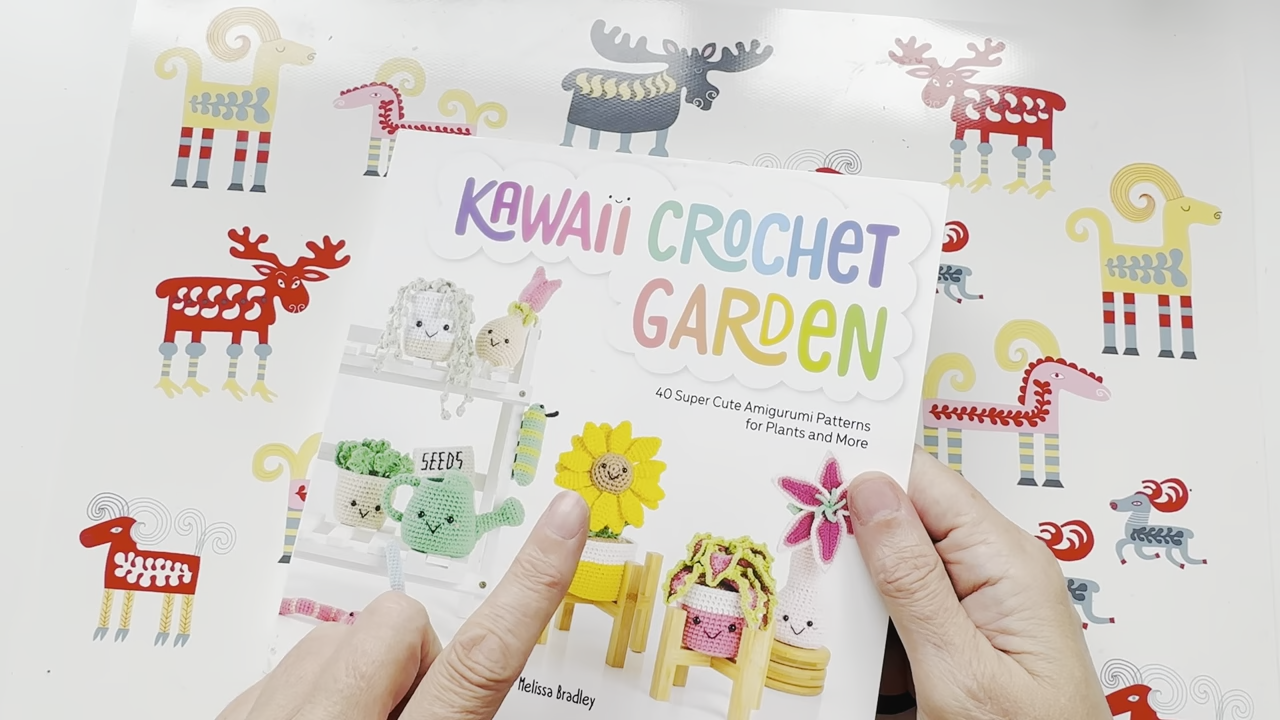 KAWAII CROCHET
GARDEN
40 Super Cute Amigurumi Patterns
for Plants and More
SEEDS
Melissa Bradley